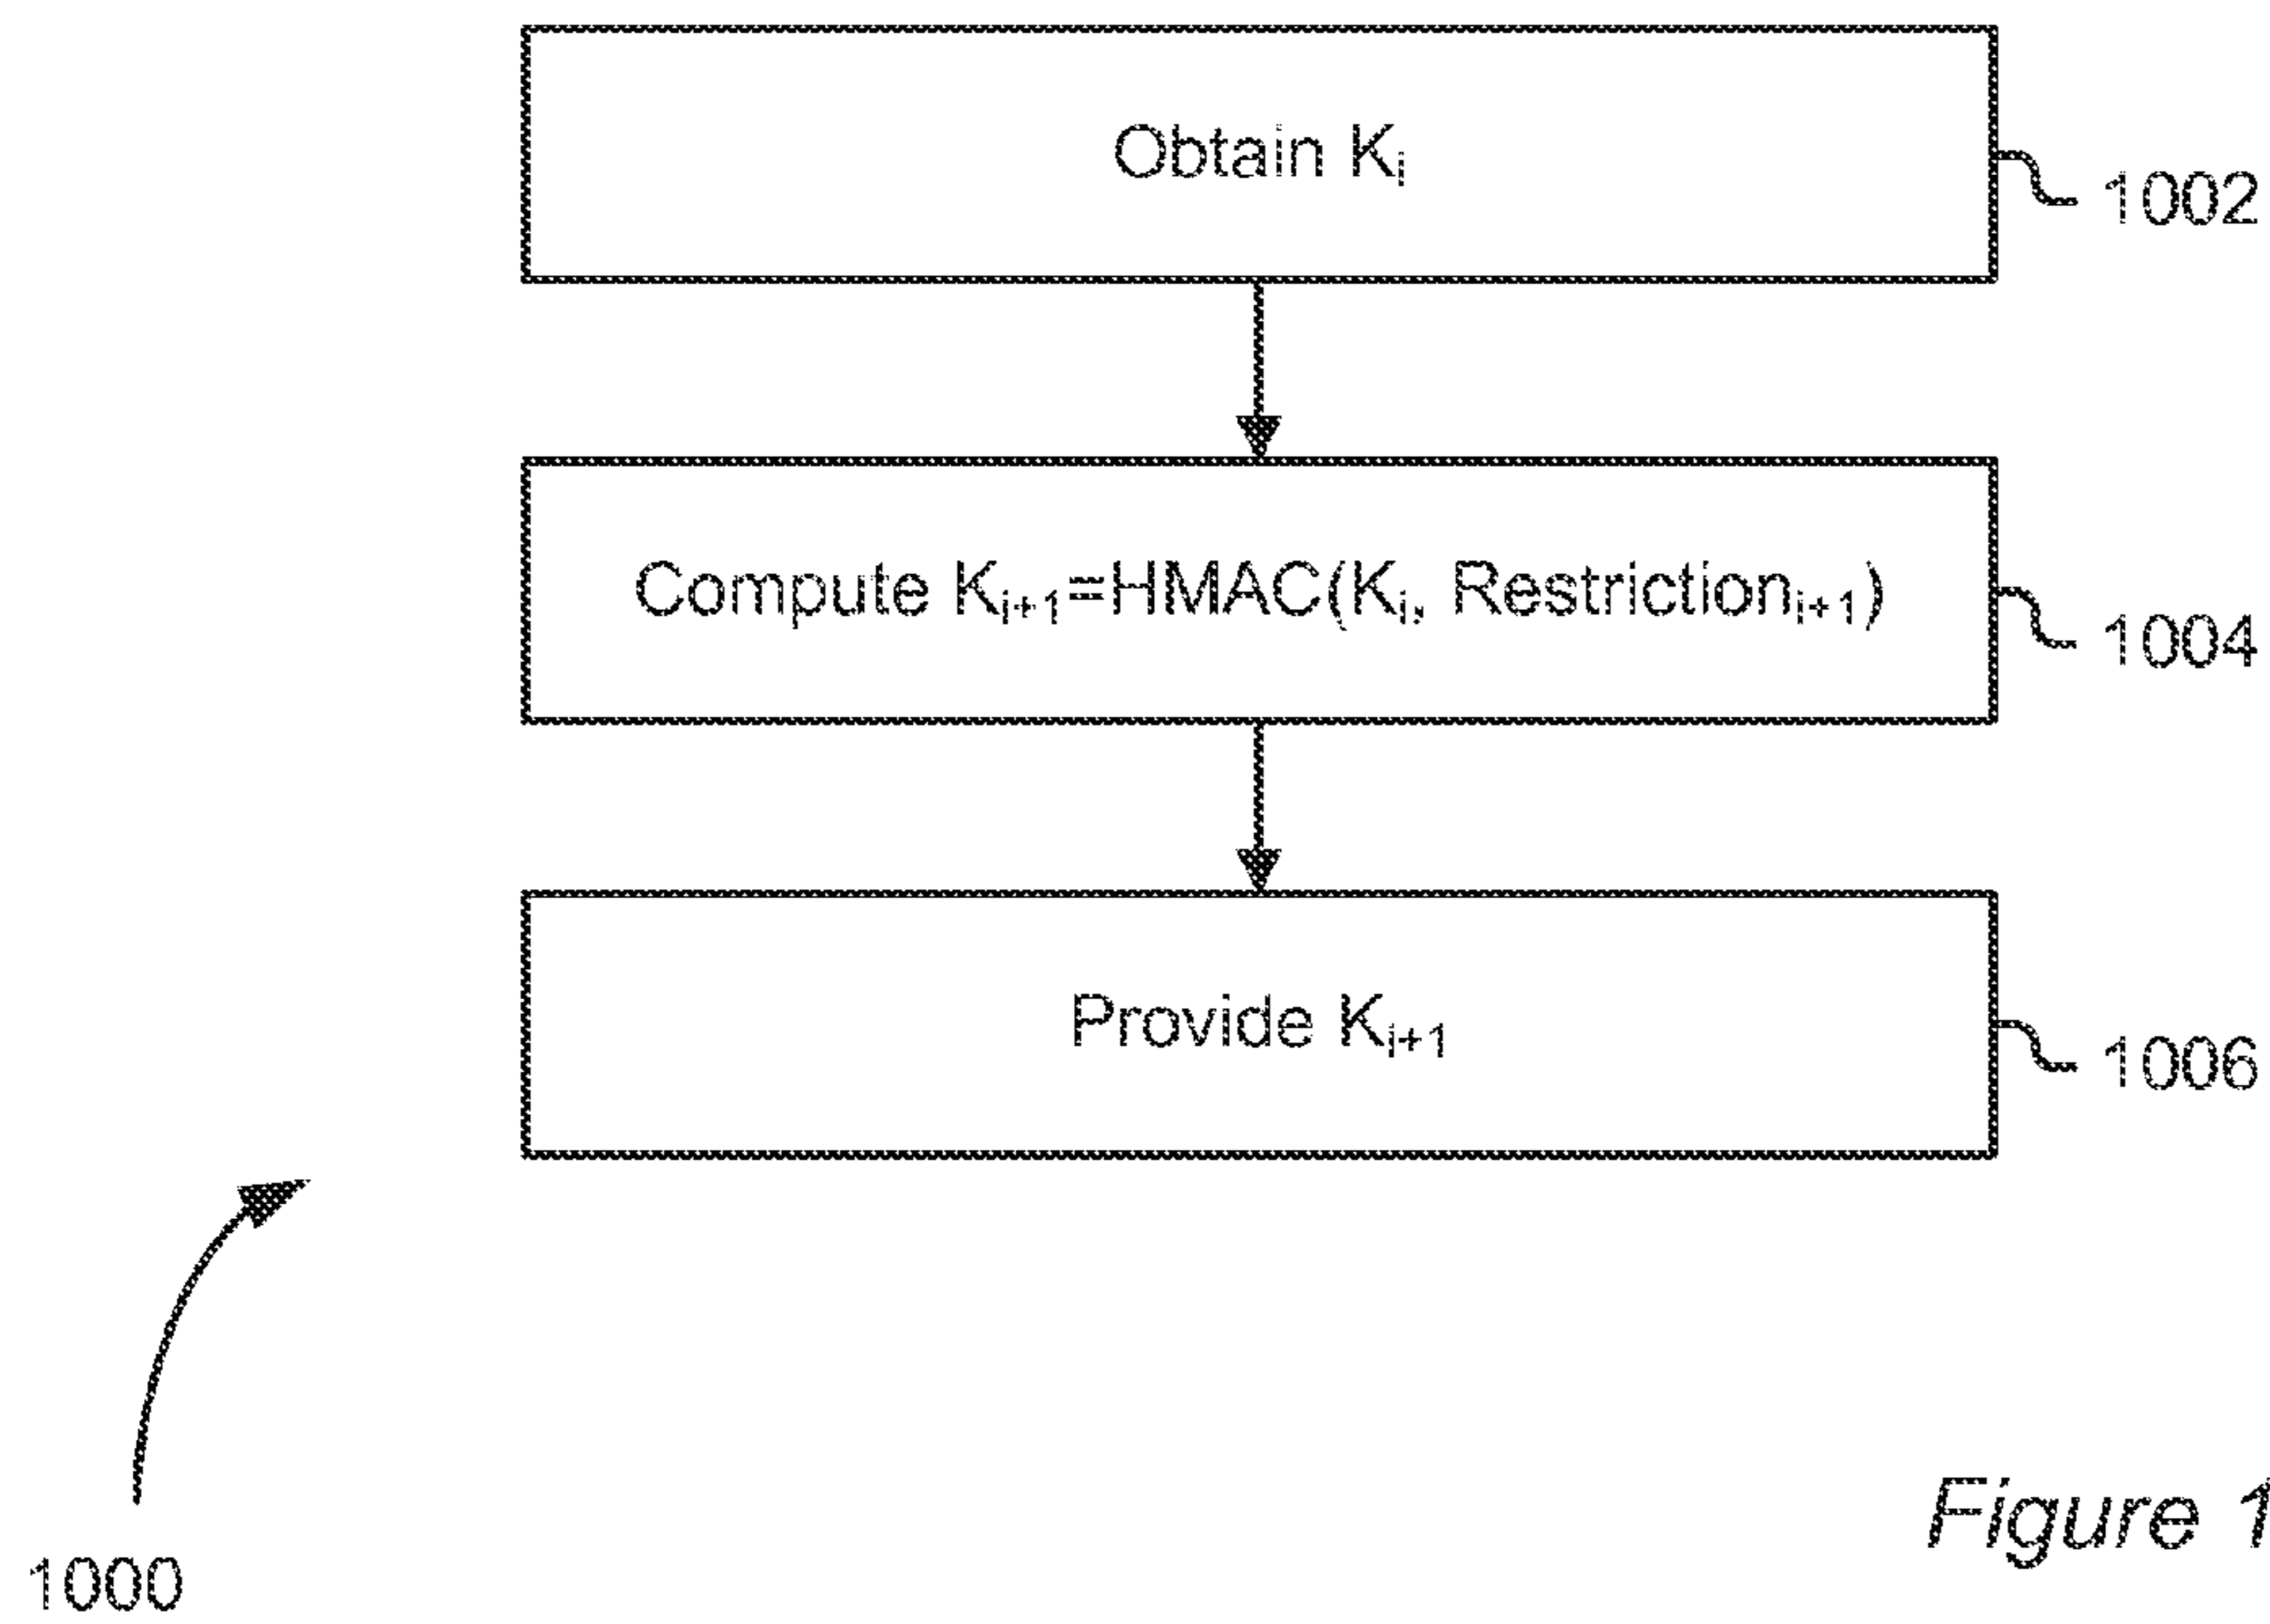 Obtain Kᵢ
1002
Compute Kᵢ₊₁=HMAC(Kᵢ, Restrictionᵢ₊₁)
1004
Provide Kᵢ₊₁
1006
1000
Figure 1